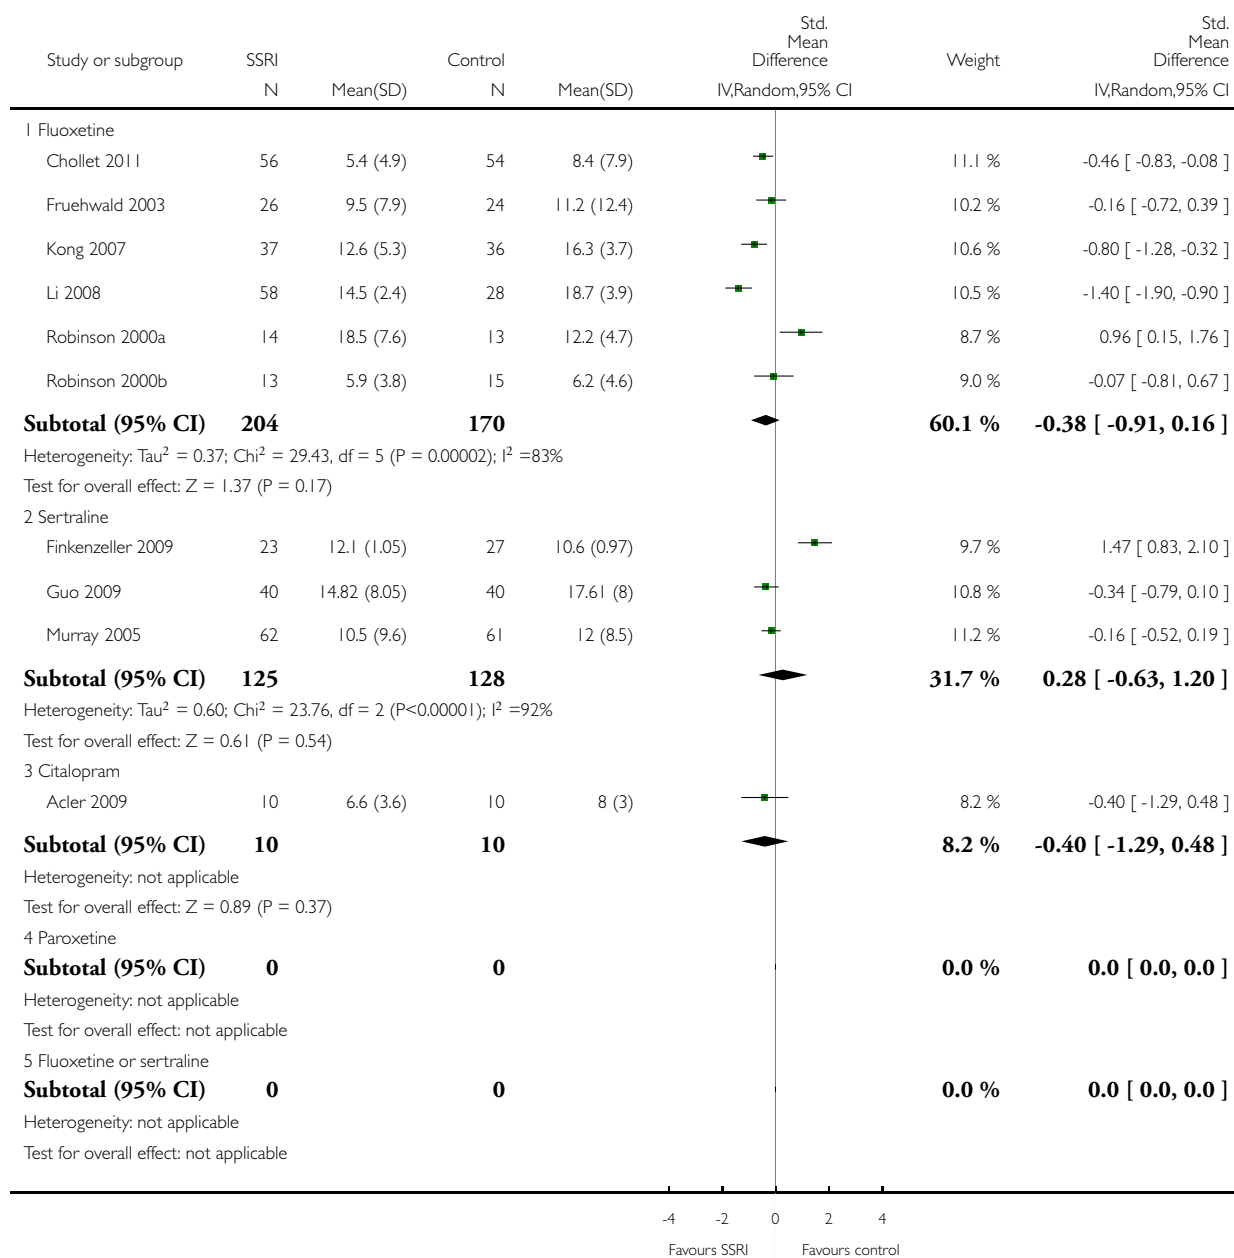 Std. Mean Difference Std. Mean Difference
Study or subgroup SSRI Control Weight
N Mean(SD) N Mean(SD) IV,Random,95% CI IV,Random,95% CI
1 Fluoxetine
Chollet 2011 56 5.4 (4.9) 54 8.4 (7.9) 11.1 % -0.46 [ -0.83, -0.08 ]
Fruehwald 2003 26 9.5 (7.9) 24 11.2 (12.4) 10.2 % -0.16 [ -0.72, 0.39 ]
Kong 2007 37 12.6 (5.3) 36 16.3 (3.7) 10.6 % -0.80 [ -1.28, -0.32 ]
Li 2008 58 14.5 (2.4) 28 18.7 (3.9) 10.5 % -1.40 [ -1.90, -0.90 ]
Robinson 2000a 14 18.5 (7.6) 13 12.2 (4.7) 8.7 % 0.96 [ 0.15, 1.76 ]
Robinson 2000b 13 5.9 (3.8) 15 6.2 (4.6) 9.0 % -0.07 [ -0.81, 0.67 ]
Subtotal (95% CI) 204 170 60.1 % -0.38 [ -0.91, 0.16 ]
Heterogeneity: Tau² = 0.37; Chi² = 29.43, df = 5 (P = 0.00002); I² =83%
Test for overall effect: Z = 1.37 (P = 0.17)
2 Sertraline
Finkenzeller 2009 23 12.1 (1.05) 27 10.6 (0.97) 9.7 % 1.47 [ 0.83, 2.10 ]
Guo 2009 40 14.82 (8.05) 40 17.61 (8) 10.8 % -0.34 [ -0.79, 0.10 ]
Murray 2005 62 10.5 (9.6) 61 12 (8.5) 11.2 % -0.16 [ -0.52, 0.19 ]
Subtotal (95% CI) 125 128 31.7 % 0.28 [ -0.63, 1.20 ]
Heterogeneity: Tau² = 0.60; Chi² = 23.76, df = 2 (P<0.00001); I² =92%
Test for overall effect: Z = 0.61 (P = 0.54)
3 Citalopram
Acler 2009 10 6.6 (3.6) 10 8 (3) 8.2 % -0.40 [ -1.29, 0.48 ]
Subtotal (95% CI) 10 10 8.2 % -0.40 [ -1.29, 0.48 ]
Heterogeneity: not applicable
Test for overall effect: Z = 0.89 (P = 0.37)
4 Paroxetine
Subtotal (95% CI) 0 0 0.0 % 0.0 [ 0.0, 0.0 ]
Heterogeneity: not applicable
Test for overall effect: not applicable
5 Fluoxetine or sertraline
Subtotal (95% CI) 0 0 0.0 % 0.0 [ 0.0, 0.0 ]
Heterogeneity: not applicable
Test for overall effect: not applicable
-4 -2 0 2 4
Favours SSRI Favours control